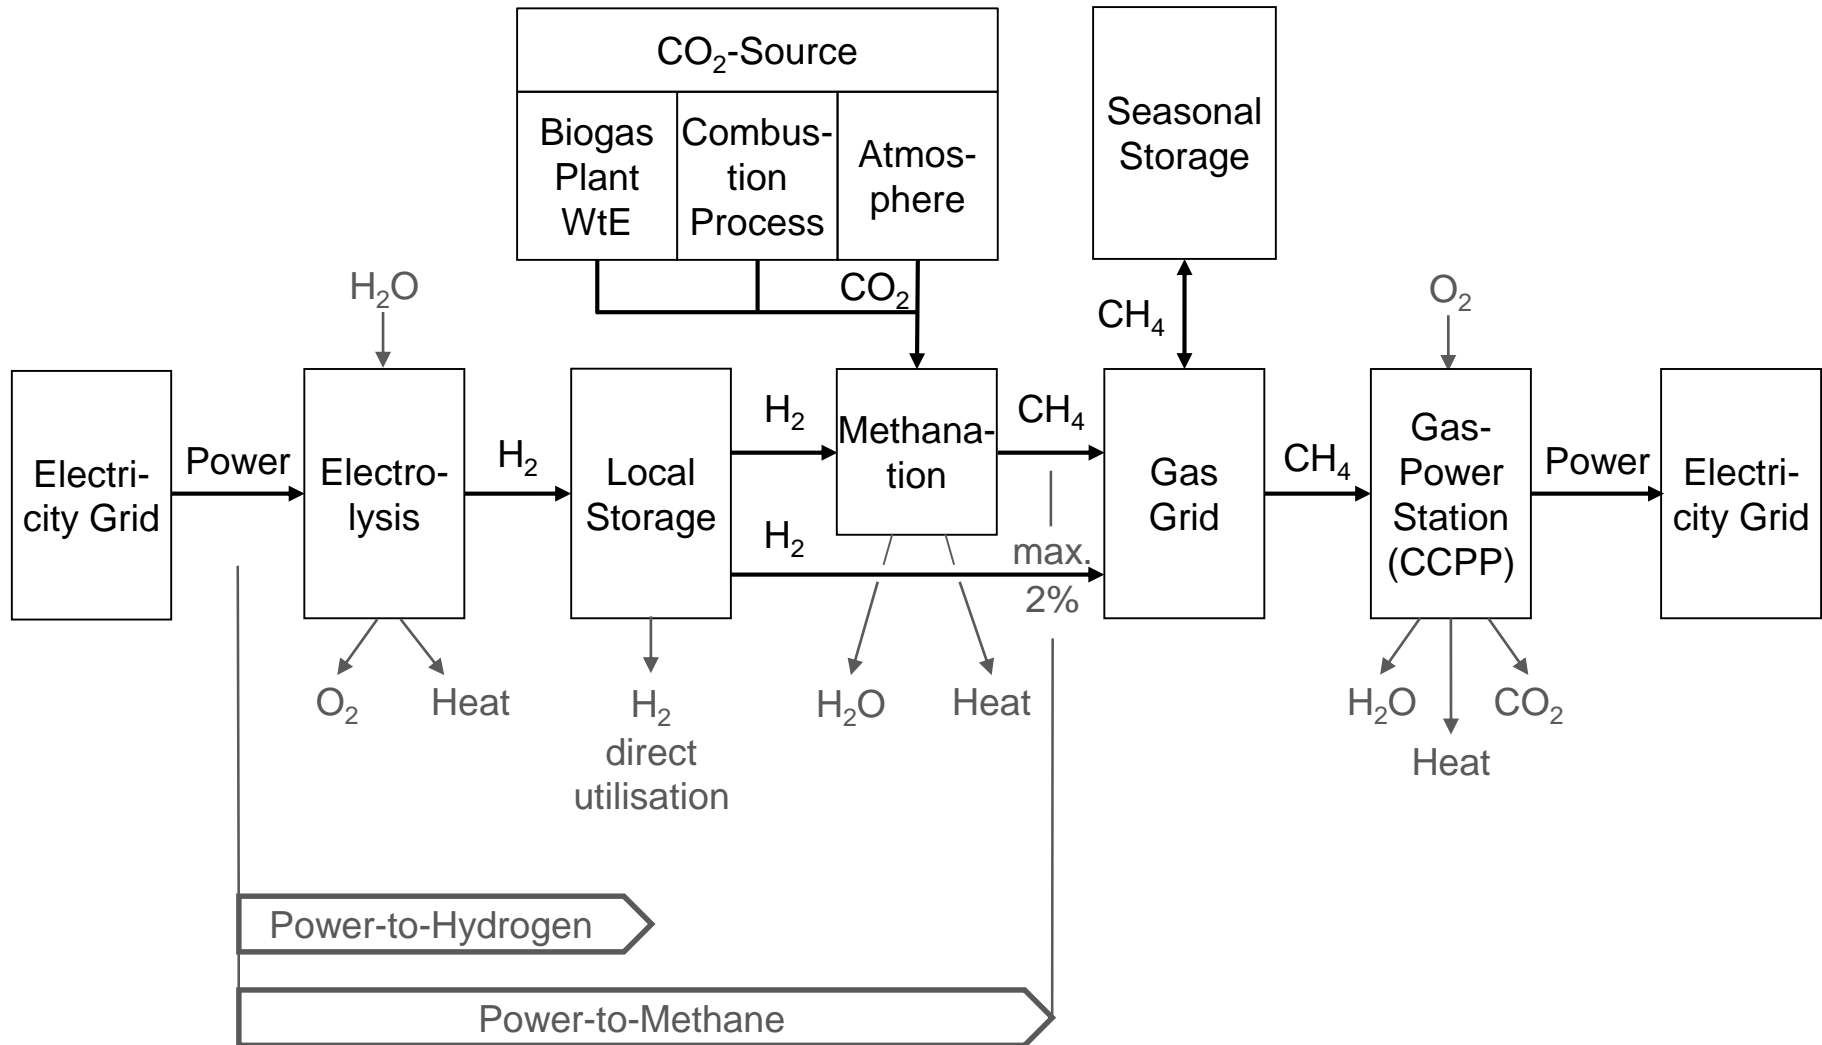 CO₂-Source
Biogas
Plant
WtE
Combus-
tion
Process
Atmos-
phere
Seasonal
Storage
H₂O
CO₂
CH₄
O₂
Electri-
city Grid
Power
Electro-
lysis
H₂
Local
Storage
H₂
H₂
Methana-
tion
CH₄
max.
2%
Gas
Grid
CH₄
Gas-
Power
Station
(CCPP)
Power
Electri-
city Grid
O₂
Heat
H₂
direct
utilisation
H₂O
Heat
H₂O
Heat
CO₂
Power-to-Hydrogen
Power-to-Methane